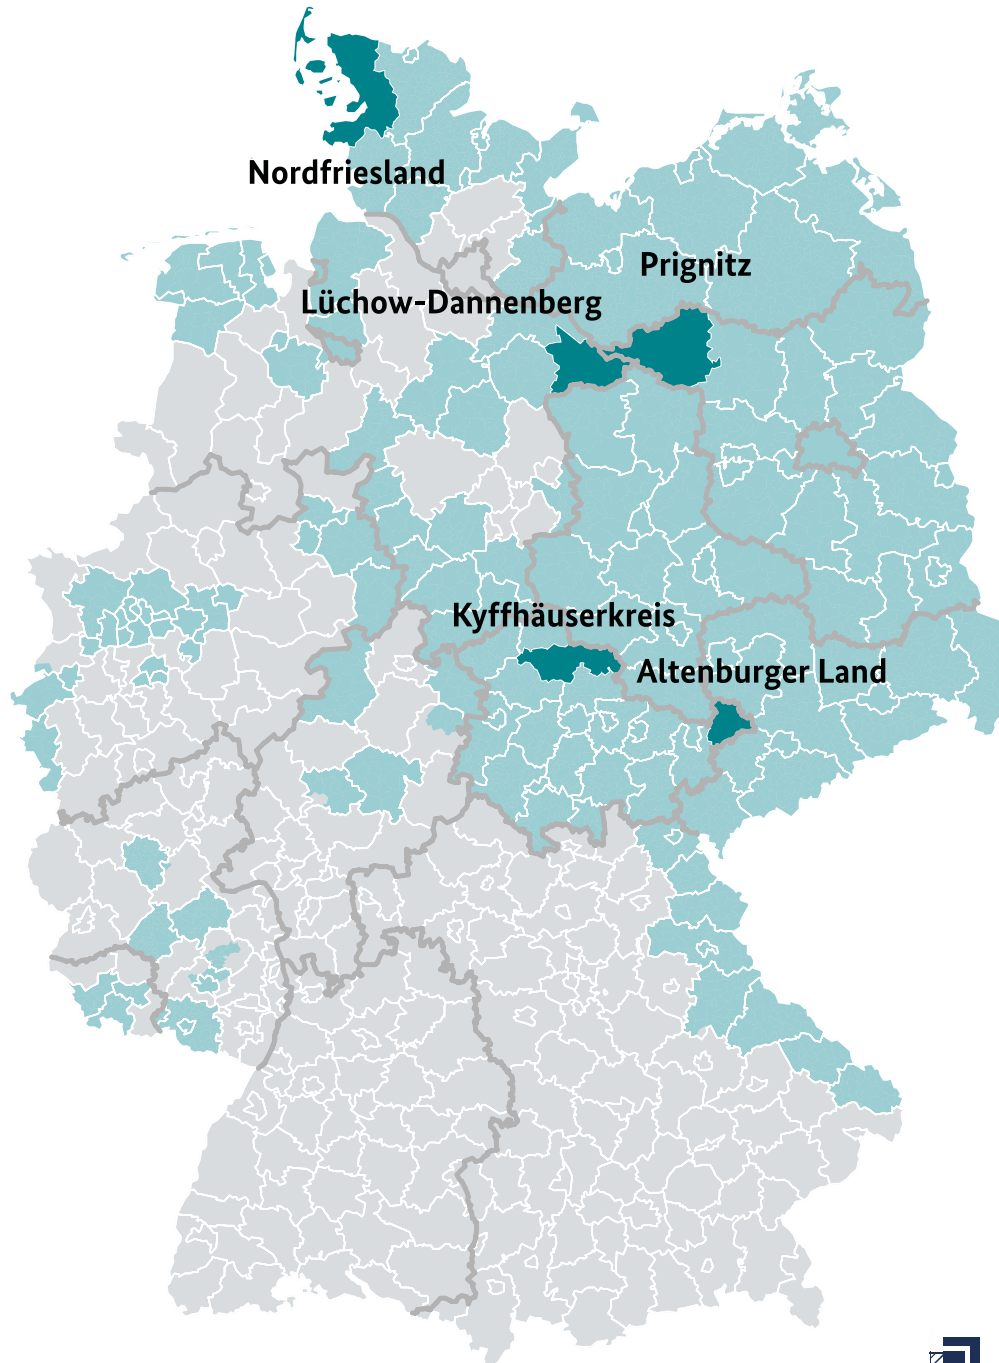 Nordfriesland
Prignitz
Lüchow-Dannenberg
Kyffhäuserkreis
Altenburger Land